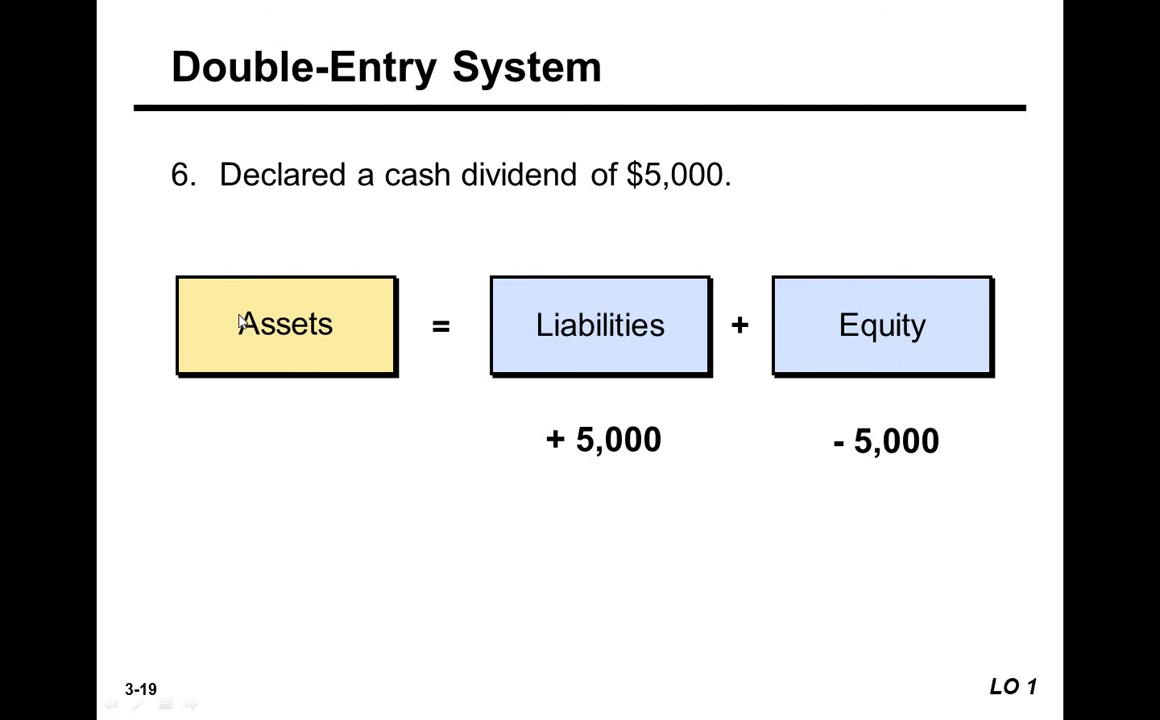 Double-Entry System
6. Declared a cash dividend of $5,000.
Assets = Liabilities + Equity
+ 5,000 - 5,000
3-19 LO 1